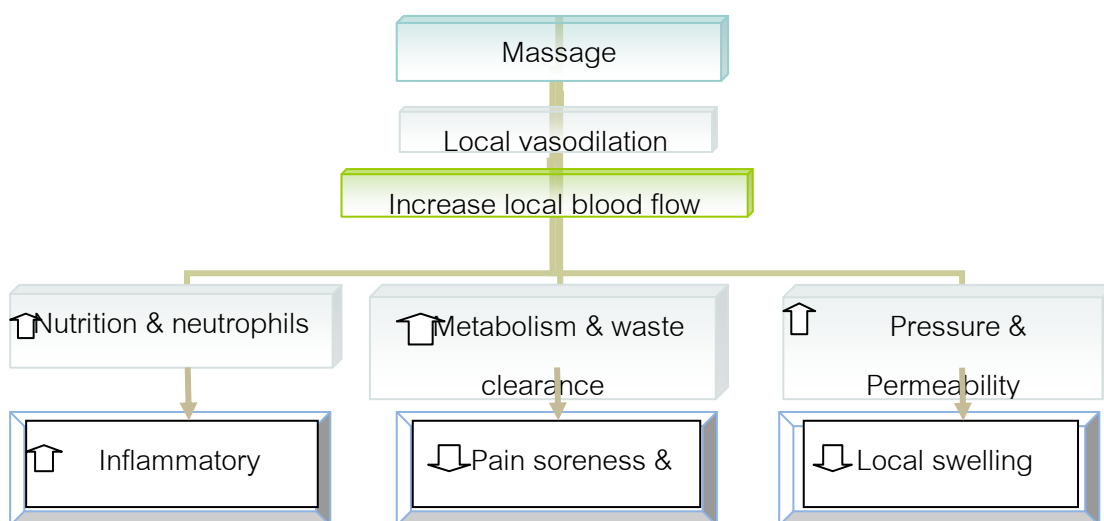 Massage
Local vasodilation
Increase local blood flow
Nutrition & neutrophils
Metabolism & waste
clearance
Pressure &
Permeability
Inflammatory
Pain soreness &
Local swelling